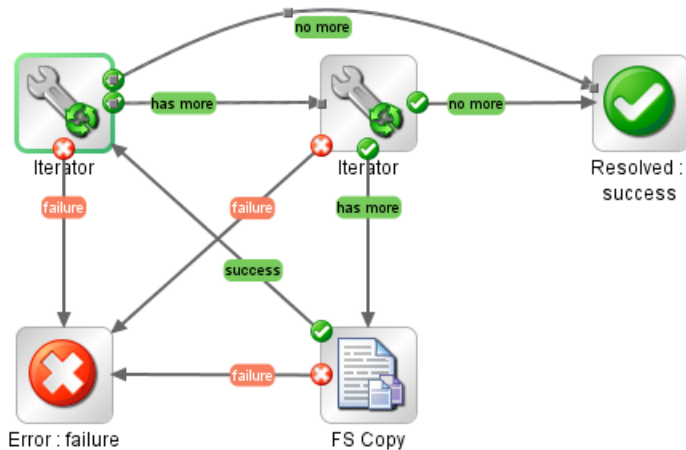 no more
has more
no more
Iterator
Iterator
Resolved :
success
failure
failure
has more
success
failure
Error : failure
FS Copy